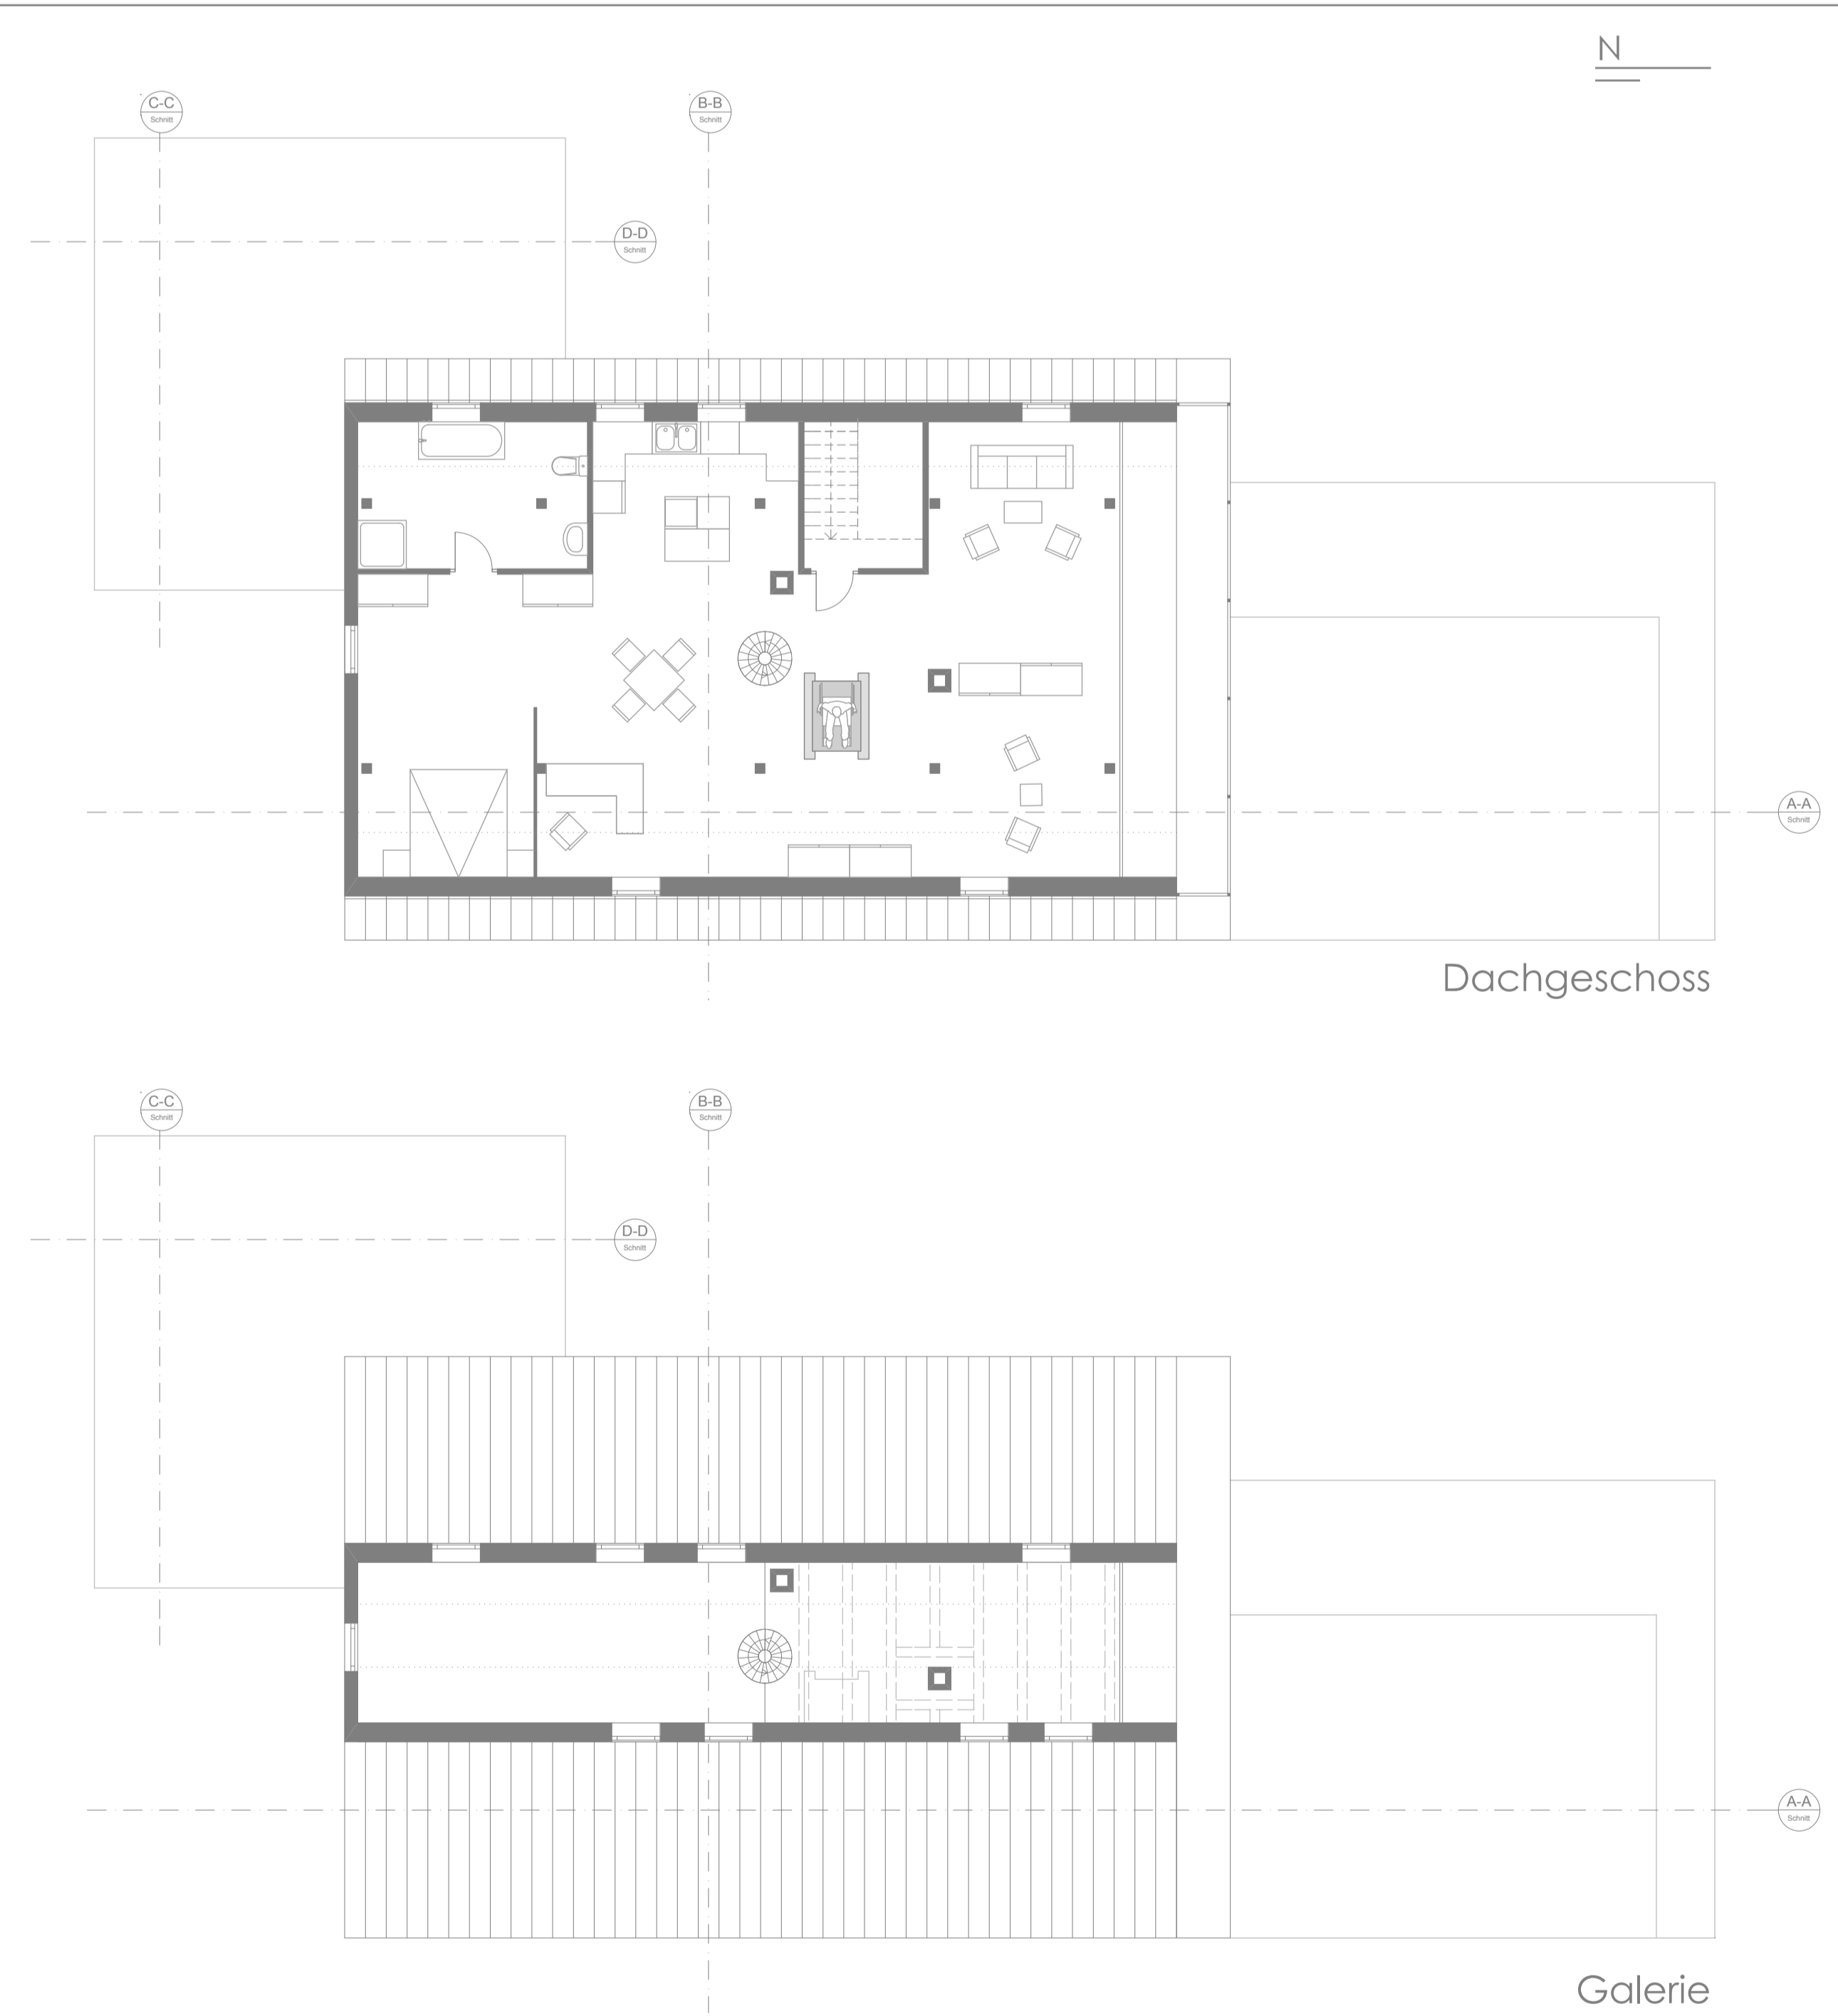 N
C-C
Schnitt
B-B
Schnitt
D-D
Schnitt
A-A
Schnitt
Dachgeschoss
C-C
Schnitt
B-B
Schnitt
D-D
Schnitt
A-A
Schnitt
Galerie